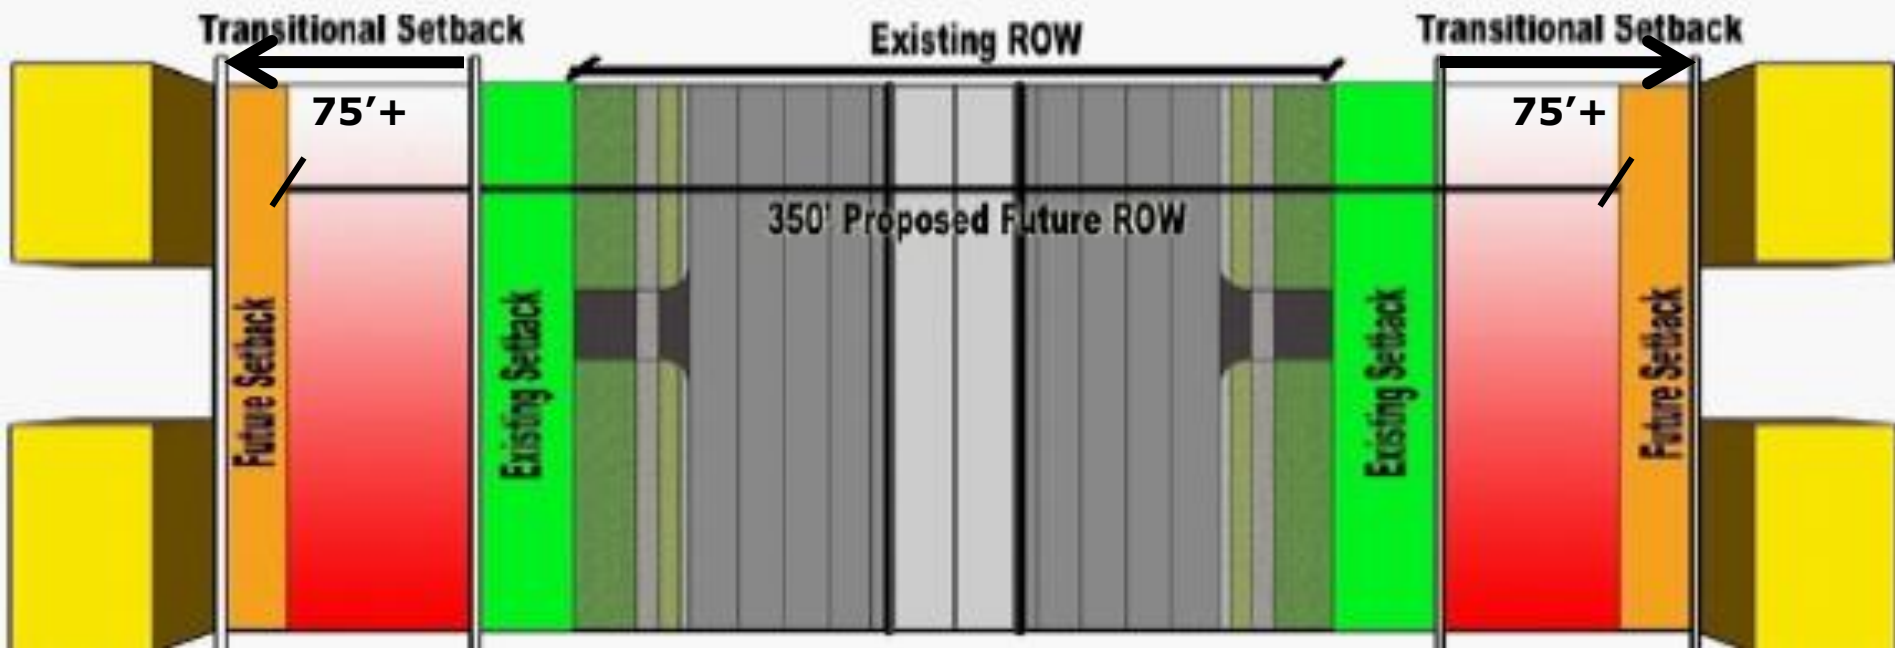 Transitional Setback
Existing ROW
Transitional Setback
75’+
75’+
350' Proposed Future ROW
Future Setback
Existing Setback
Existing Setback
Future Setback